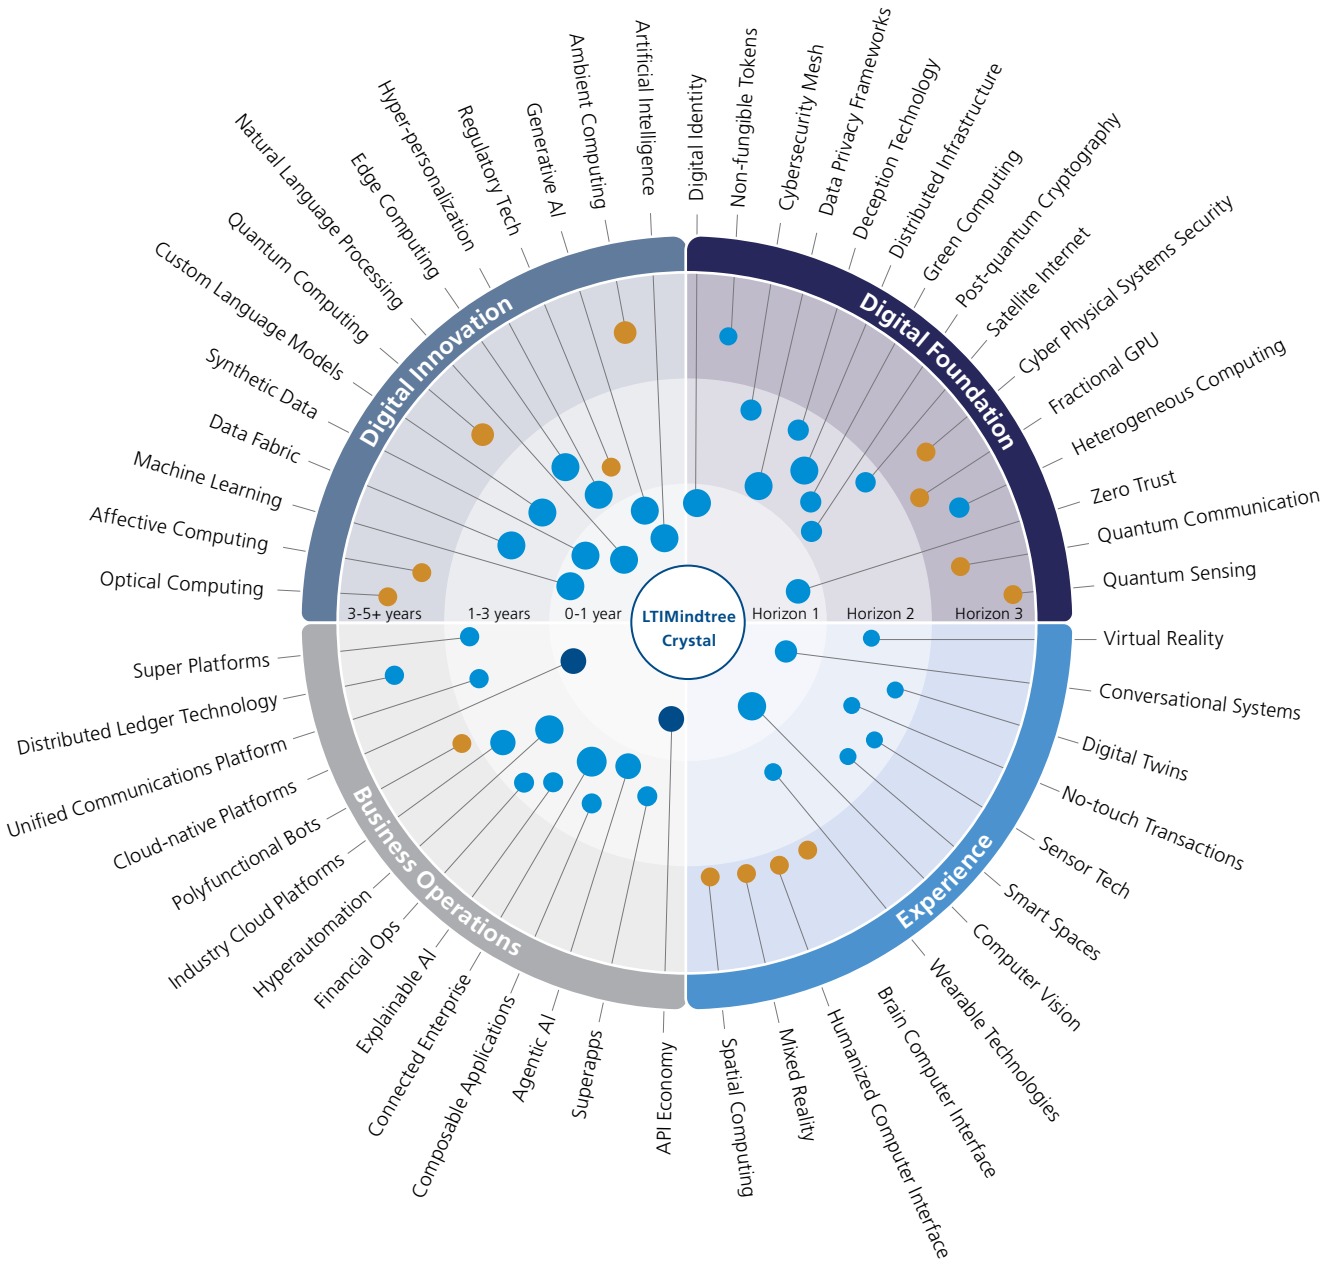 Optical Computing
Affective Computing
Machine Learning
Data Fabric
Synthetic Data
Custom Language Models
Quantum Computing
Natural Language Processing
Edge Computing
Hyper-personalization
Regulatory Tech
Generative AI
Ambient Computing
Artificial Intelligence
Digital Identity
Non-fungible Tokens
Cybersecurity Mesh
Data Privacy Frameworks
Deception Technology
Distributed Infrastructure
Green Computing
Post-quantum Cryptography
Satellite Internet
Cyber Physical Systems Security
Fractional GPU
Heterogeneous Computing
Zero Trust
Quantum Communication
Quantum Sensing
Digital Innovation
Digital Foundation
3-5+ years
1-3 years
0-1 year
LTIMindtree
Crystal
Horizon 1
Horizon 2
Horizon 3
Virtual Reality
Conversational Systems
Digital Twins
No-touch Transactions
Sensor Tech
Smart Spaces
Computer Vision
Wearable Technologies
Brain Computer Interface
Humanized Computer Interface
Mixed Reality
Spatial Computing
Experience
Business Operations
API Economy
Superapps
Agentic AI
Composable Applications
Connected Enterprise
Explainable AI
Financial Ops
Hyperautomation
Industry Cloud Platforms
Polyfunctional Bots
Cloud-native Platforms
Unified Communications Platform
Distributed Ledger Technology
Super Platforms